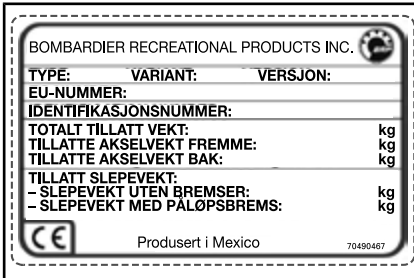 BOMBARDIER RECREATIONAL PRODUCTS INC.
TYPE: VARIANT: VERSJON:
EU-NUMMER:
IDENTIFIKASJONSNUMMER:
TOTALT TILLATT VEKT: kg
TILLATTE AKSELVEKT FREMME: kg
TILLATTE AKSELVEKT BAK: kg
TILLATT SLEPEVEKT:
– SLEPEVEKT UTEN BREMSER: kg
– SLEPEVEKT MED PÅLØPSBREMS: kg
CE Produsert i Mexico 70490467